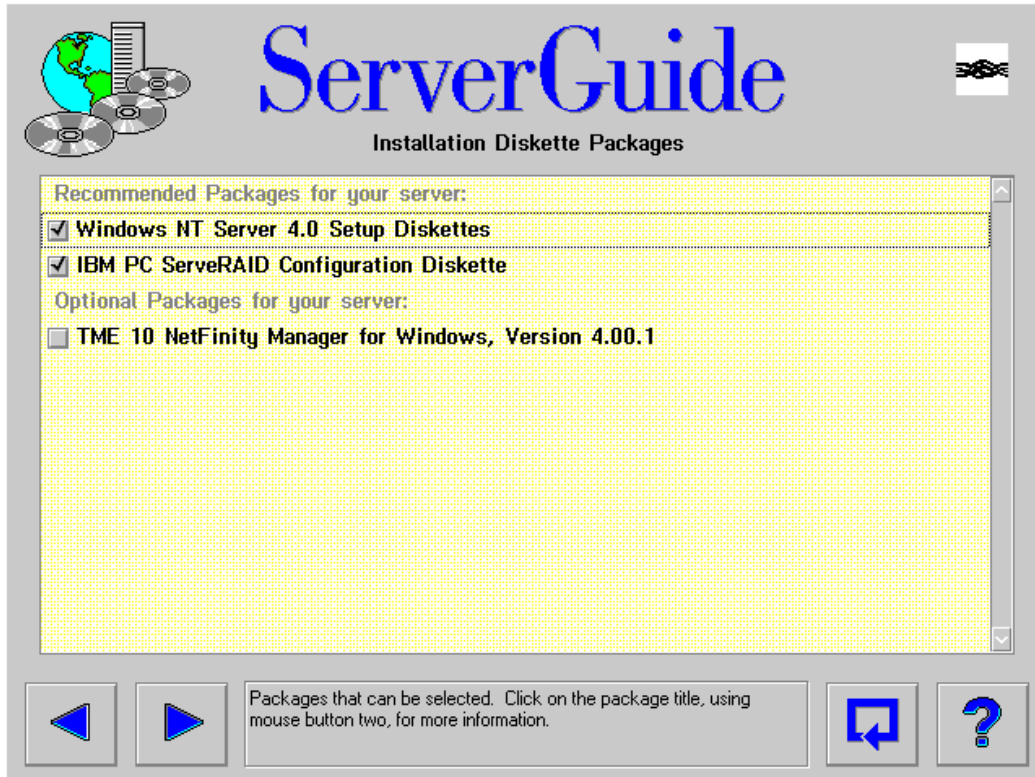 ServerGuide
Installation Diskette Packages
Recommended Packages for your server:
Windows NT Server 4.0 Setup Diskettes
IBM PC ServeRAID Configuration Diskette
Optional Packages for your server:
TME 10 NetFinity Manager for Windows, Version 4.00.1
Packages that can be selected. Click on the package title, using
mouse button two, for more information.
?